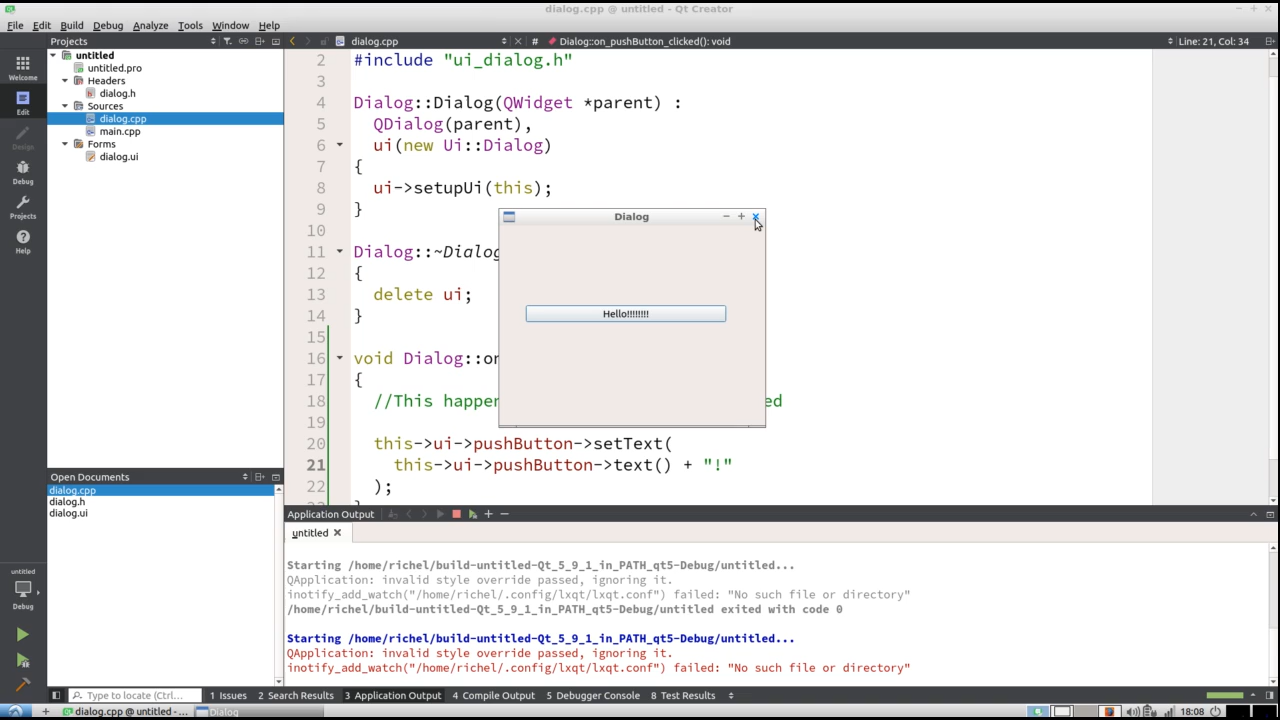 dialog.cpp @ untitled - Qt Creator
File Edit Build Debug Analyze Tools Window Help
Projects
dialog.cpp
# Dialog::on_pushButton_clicked(): void
Line: 21, Col: 34
Welcome
Edit
Design
Debug
Projects
Help
untitled
untitled.pro
Headers
dialog.h
Sources
dialog.cpp
main.cpp
Forms
dialog.ui
2 #include "ui_dialog.h"
3
4 Dialog::Dialog(QWidget *parent) :
5 QDialog(parent),
6 ui(new Ui::Dialog)
7 {
8 ui->setupUi(this);
9 }
10
11 Dialog::~Dialog
12 {
13 delete ui;
14 }
15
16 void Dialog::on
17 {
18 //This happen ed
19
20 this->ui->pushButton->setText(
21 this->ui->pushButton->text() + "!"
22 );
Dialog
Hello!!!!!!!!
Open Documents
dialog.cpp
dialog.h
dialog.ui
Application Output
untitled
Starting /home/richel/build-untitled-Qt_5_9_1_in_PATH_qt5-Debug/untitled...
QApplication: invalid style override passed, ignoring it.
inotify_add_watch("/home/richel/.config/lxqt/lxqt.conf") failed: "No such file or directory"
/home/richel/build-untitled-Qt_5_9_1_in_PATH_qt5-Debug/untitled exited with code 0
Starting /home/richel/build-untitled-Qt_5_9_1_in_PATH_qt5-Debug/untitled...
QApplication: invalid style override passed, ignoring it.
inotify_add_watch("/home/richel/.config/lxqt/lxqt.conf") failed: "No such file or directory"
untitled
Debug
Type to locate (Ctrl...
1 Issues 2 Search Results 3 Application Output 4 Compile Output 5 Debugger Console 8 Test Results
dialog.cpp @ untitled - ...
Dialog
18:08